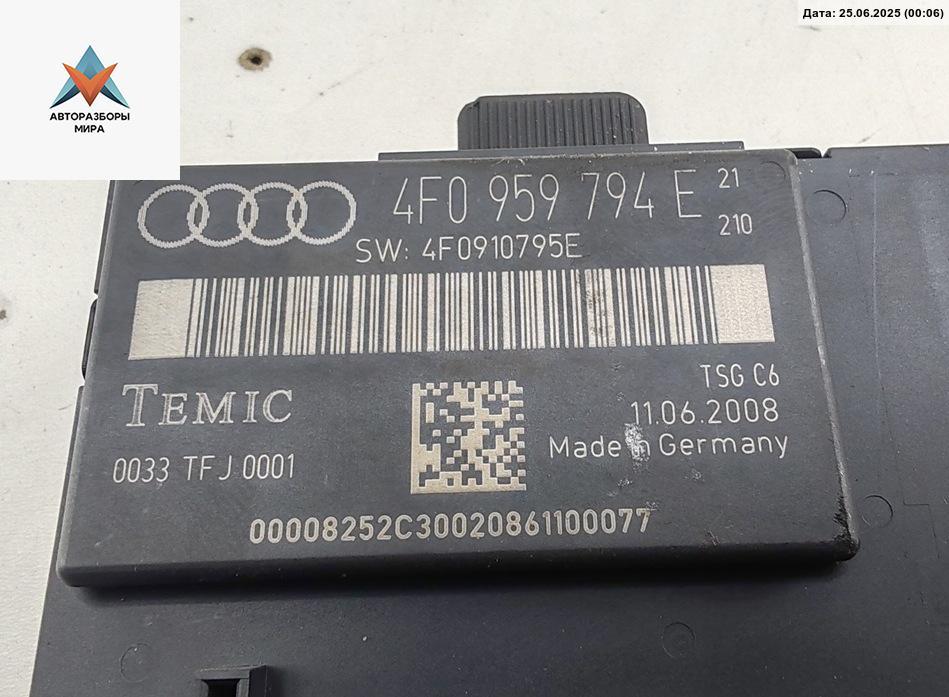 Дата: 25.06.2025 (00:06)
АВТОРАЗБОРЫ
МИРА
4F0 959 794 E 21
210
SW: 4F0910795E
TEMIC
TSG C6
11.06.2008
Made in Germany
0033 TFJ 0001
00008252C30020861100077